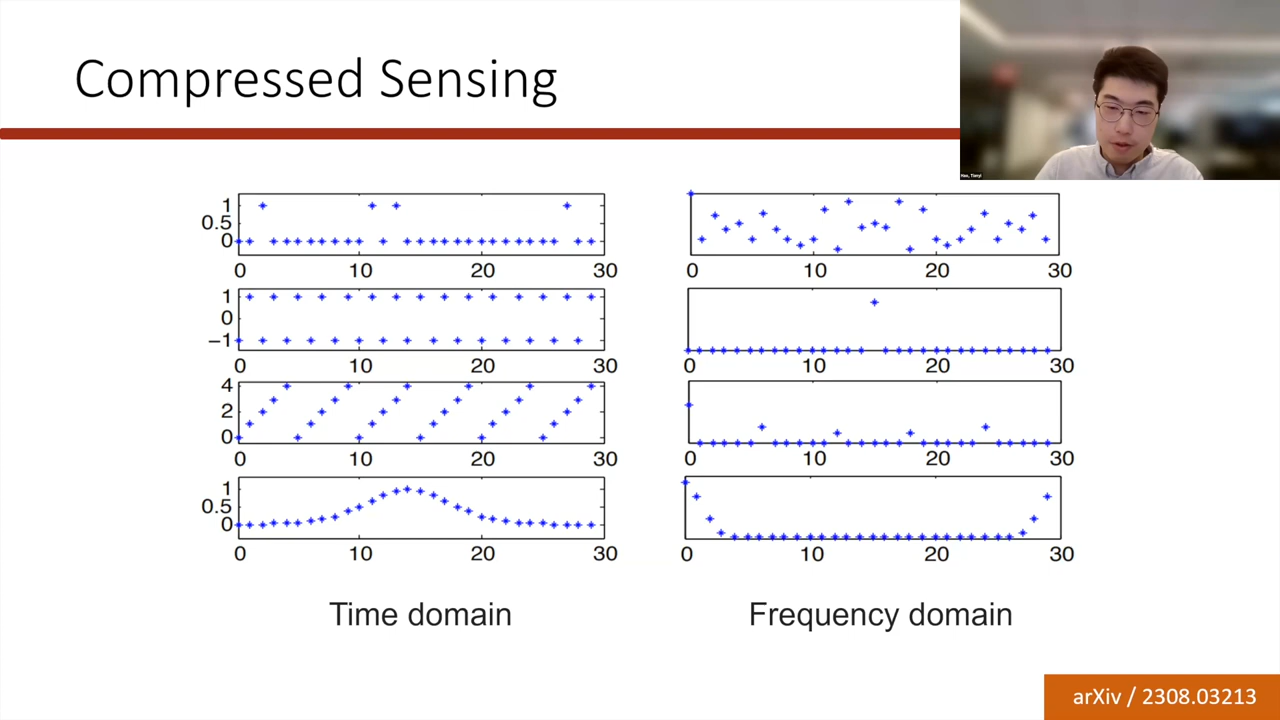 Compressed Sensing
Hao, Tianyi
1
0.5
0
0 10 20 30
0 10 20 30
1
0
−1
0 10 20 30
0 10 20 30
4
2
0
0 10 20 30
0 10 20 30
1
0.5
0
0 10 20 30
0 10 20 30
Time domain
Frequency domain
arXiv / 2308.03213